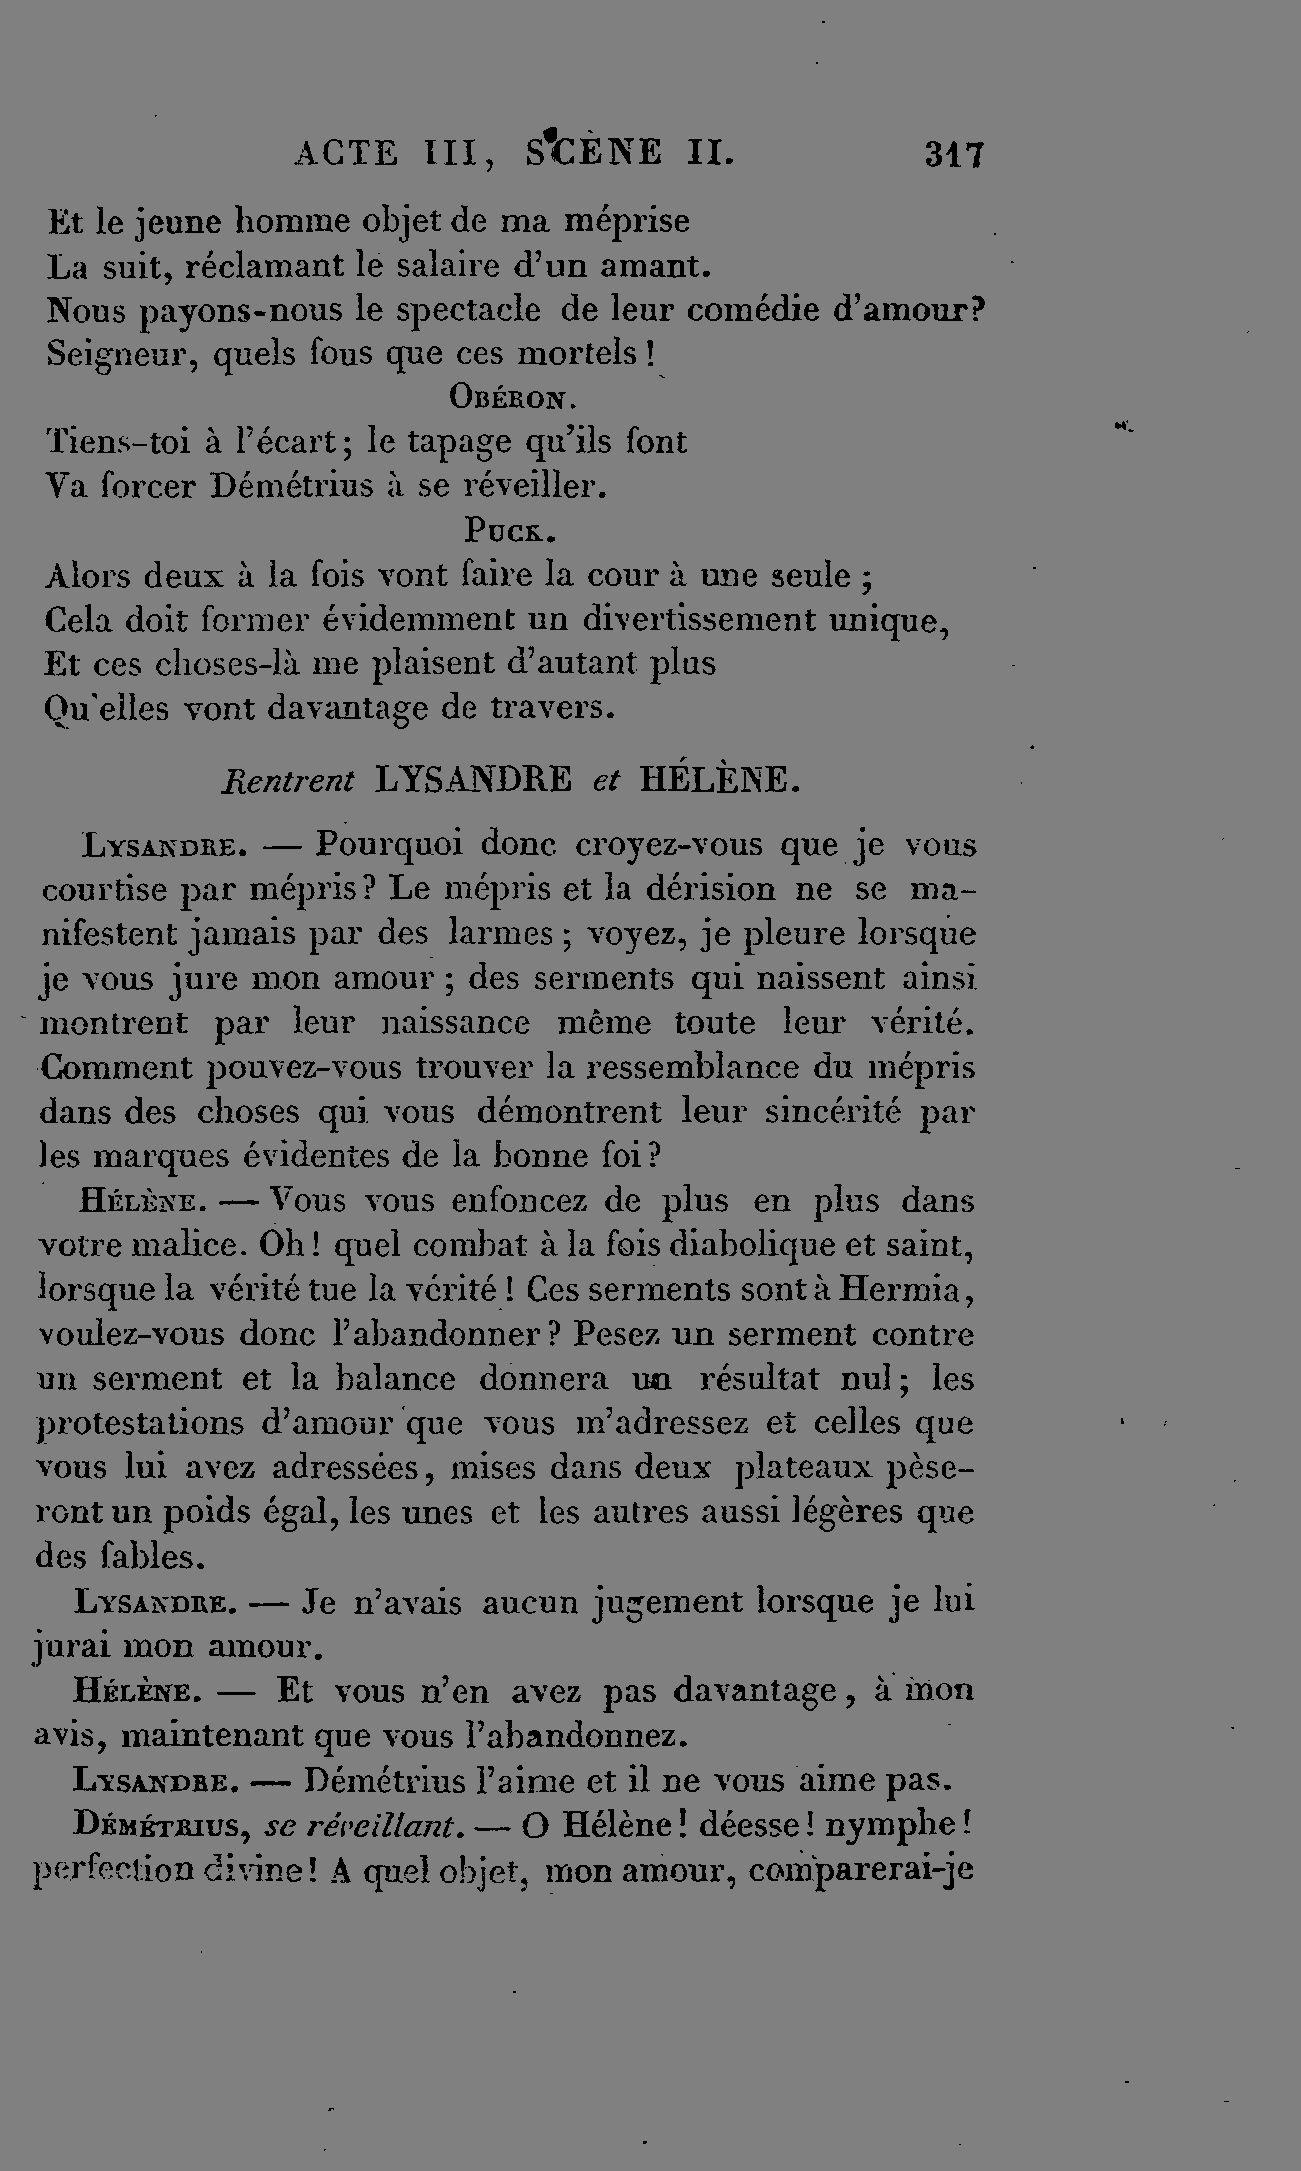 ACTE III, SCÈNE II. 317
Et le jeune homme objet de ma méprise
La suit, réclamant le salaire d'un amant.
Nous payons-nous le spectacle de leur comédie d'amour?
Seigneur, quels fous que ces mortels !
OBÉRON.
Tiens-toi à l'écart; le tapage qu'ils font
Va forcer Démétrius à se réveiller.
PUCK.
Alors deux à la fois vont faire la cour à une seule ;
Cela doit former évidemment un divertissement unique,
Et ces choses-là me plaisent d'autant plus
Qu'elles vont davantage de travers.
Rentrent LYSANDRE et HÉLÈNE.
LYSANDRE. — Pourquoi donc croyez-vous que je vous
courtise par mépris? Le mépris et la dérision ne se ma-
nifestent jamais par des larmes ; voyez, je pleure lorsque
je vous jure mon amour ; des serments qui naissent ainsi
montrent par leur naissance même toute leur vérité.
Comment pouvez-vous trouver la ressemblance du mépris
dans des choses qui vous démontrent leur sincérité par
les marques évidentes de la bonne foi?
HÉLÈNE. — Vous vous enfoncez de plus en plus dans
votre malice. Oh! quel combat à la fois diabolique et saint,
lorsque la vérité tue la vérité ! Ces serments sont à Hermia,
voulez-vous donc l'abandonner? Pesez un serment contre
un serment et la balance donnera un résultat nul; les
protestations d'amour que vous m'adressez et celles que
vous lui avez adressées, mises dans deux plateaux pèse-
ront un poids égal, les unes et les autres aussi légères que
des fables.
LYSANDRE. — Je n'avais aucun jugement lorsque je lui
jurai mon amour.
HÉLÈNE. — Et vous n'en avez pas davantage, à mon
avis, maintenant que vous l'abandonnez.
LYSANDRE. — Démétrius l'aime et il ne vous aime pas.
DÉMÉTRIUS, se réveillant. — O Hélène! déesse! nymphe!
perfection divine! A quel objet, mon amour, comparerai-je